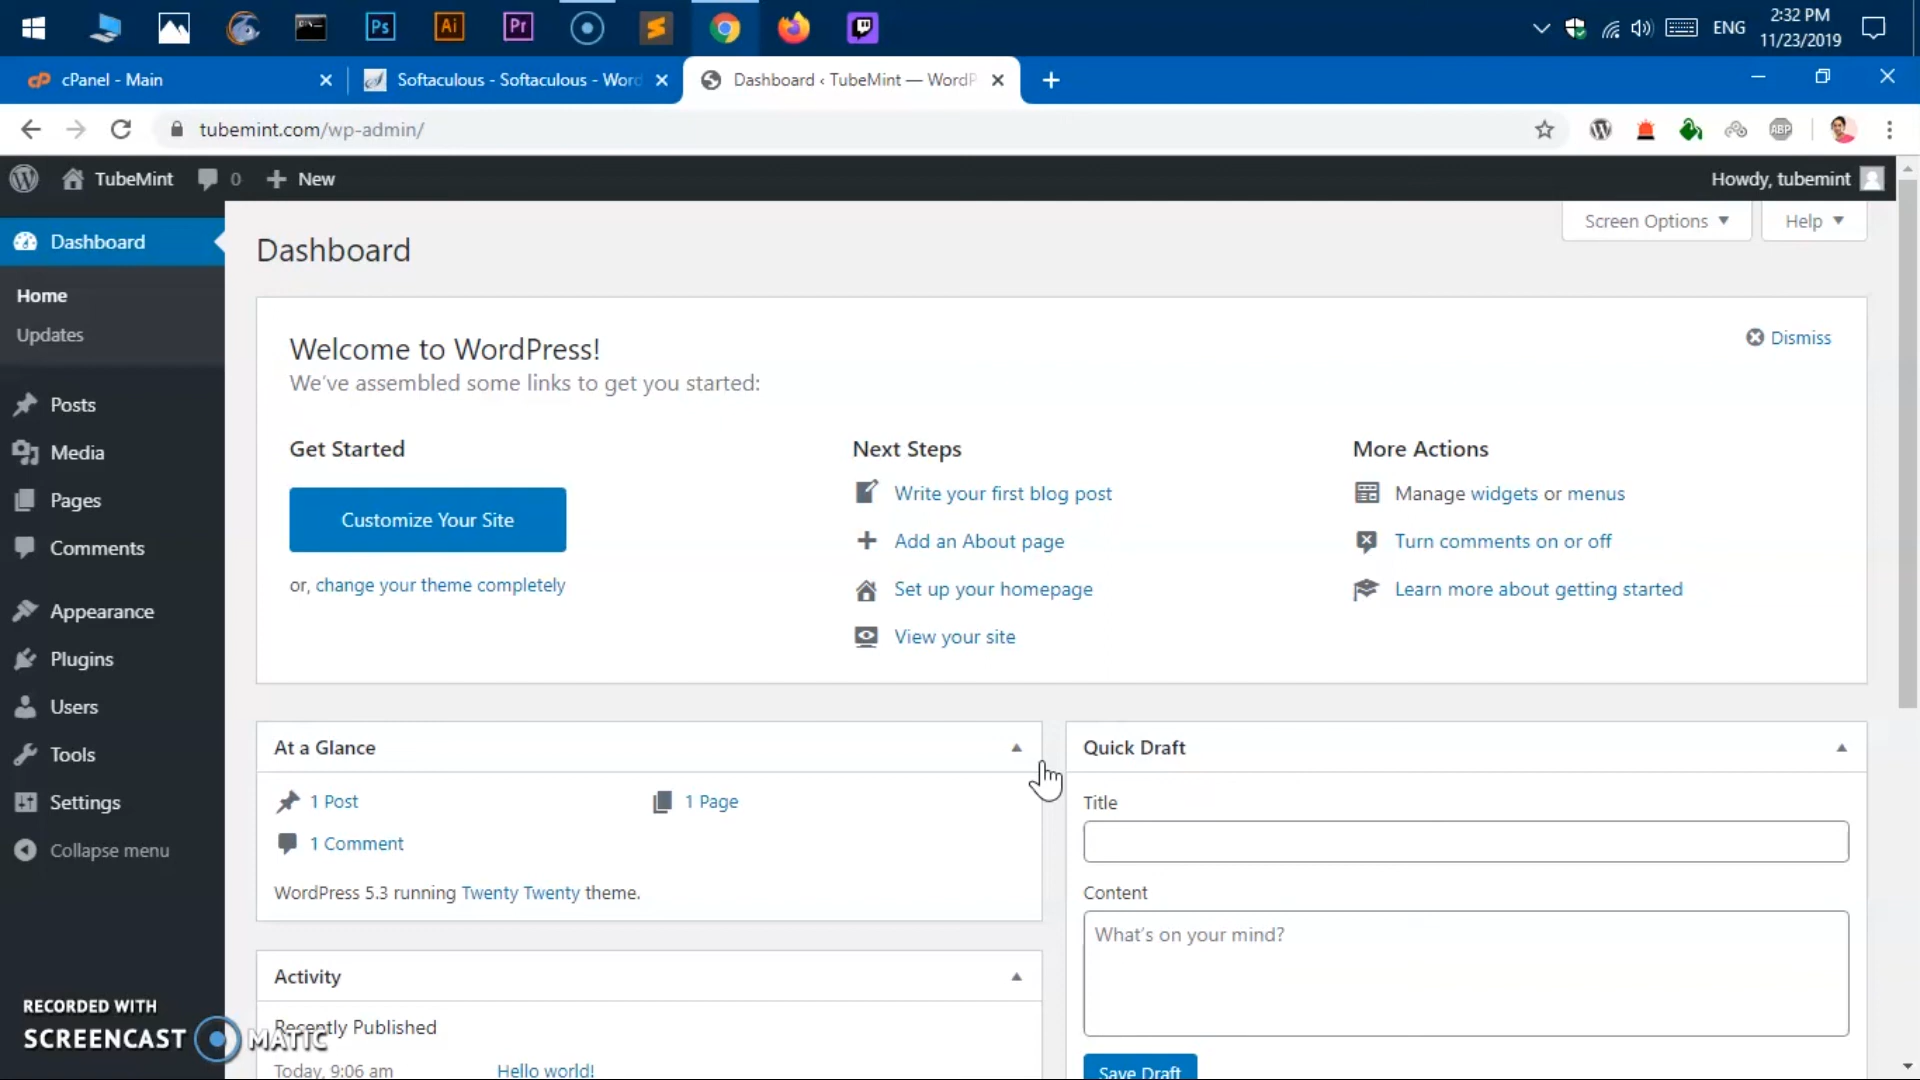 Ps
Ai
Pr
ENG
2:32 PM
11/23/2019
cPanel - Main
Softaculous - Softaculous - Word
Dashboard ‹ TubeMint — WordP
tubemint.com/wp-admin/
ABP
TubeMint
0
New
Howdy, tubemint
Screen Options
Help
Dashboard
Home
Updates
Posts
Media
Pages
Comments
Appearance
Plugins
Users
Tools
Settings
Collapse menu
Dashboard
Welcome to WordPress!
We've assembled some links to get you started:
Dismiss
Get Started
Customize Your Site
or, change your theme completely
Next Steps
Write your first blog post
Add an About page
Set up your homepage
View your site
More Actions
Manage widgets or menus
Turn comments on or off
Learn more about getting started
At a Glance
1 Post
1 Page
1 Comment
WordPress 5.3 running Twenty Twenty theme.
Activity
Recently Published
Today, 9:06 am
Hello world!
Quick Draft
Title
Content
What's on your mind?
Save Draft
RECORDED WITH
SCREENCAST MATIC